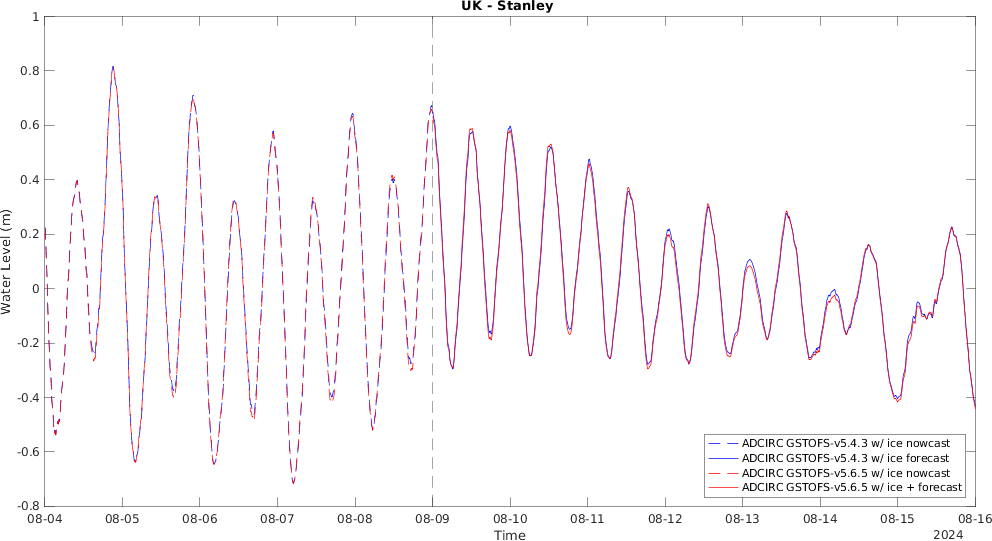 UK - Stanley
1
0.8
0.6
0.4
0.2
0
-0.2
-0.4
-0.6
-0.8
Water Level (m)
ADCIRC GSTOFS-v5.4.3 w/ ice nowcast
ADCIRC GSTOFS-v5.4.3 w/ ice forecast
ADCIRC GSTOFS-v5.6.5 w/ ice nowcast
ADCIRC GSTOFS-v5.6.5 w/ ice + forecast
08-04 08-05 08-06 08-07 08-08 08-09 08-10 08-11 08-12 08-13 08-14 08-15 08-16
Time
2024